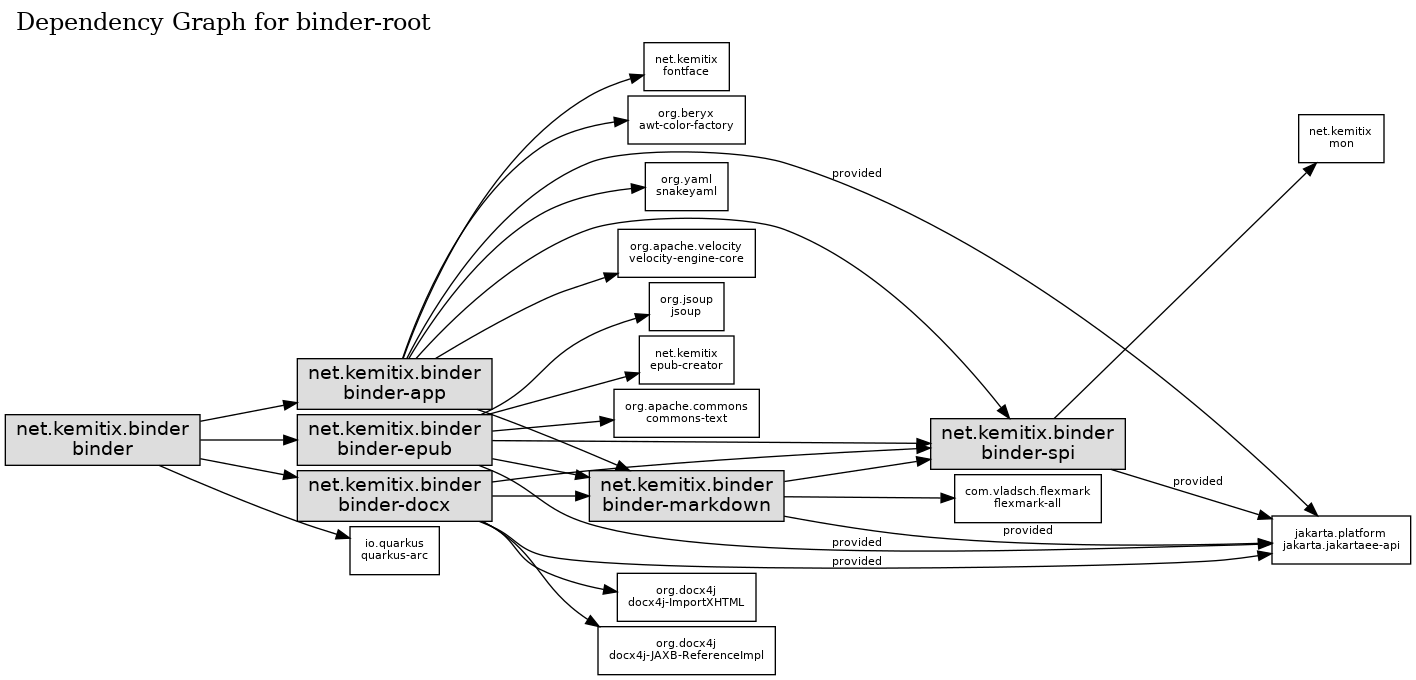 Dependency Graph for binder-root
net.kemitix
fontface
org.beryx
awt-color-factory
net.kemitix
mon
provided
org.yaml
snakeyaml
org.apache.velocity
velocity-engine-core
org.jsoup
jsoup
net.kemitix
epub-creator
net.kemitix.binder
binder-app
org.apache.commons
commons-text
net.kemitix.binder
binder
net.kemitix.binder
binder-epub
net.kemitix.binder
binder-spi
net.kemitix.binder
binder-docx
net.kemitix.binder
binder-markdown
com.vladsch.flexmark
flexmark-all
provided
provided
io.quarkus
quarkus-arc
provided
provided
jakarta.platform
jakarta.jakartaee-api
org.docx4j
docx4j-ImportXHTML
org.docx4j
docx4j-JAXB-ReferenceImpl